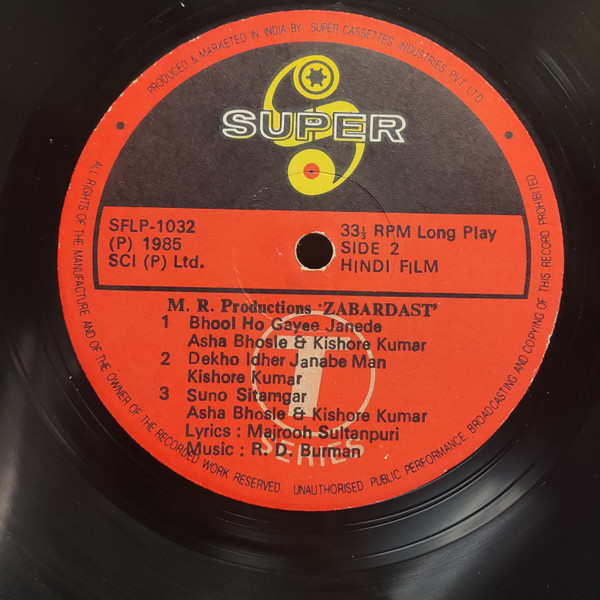 PRODUCED & MARKETED IN INDIA BY: SUPER CASSETTES INDUSTRIES PVT. LTD.
SUPER
SFLP-1032
(P) 1985
SCI (P) Ltd.
33⅓ RPM Long Play
SIDE 2
HINDI FILM
M. R. Productions 'ZABARDAST'
1 Bhool Ho Gayee Janede
Asha Bhosle & Kishore Kumar
2 Dekho Idher Janabe Man
Kishore Kumar
3 Suno Sitamgar
Asha Bhosle & Kishore Kumar
Lyrics : Majrooh Sultanpuri
Music : R. D. Burman
T
SERIES
ALL RIGHTS OF THE MANUFACTURE AND OF THE OWNER OF THE RECORDED WORK RESERVED. UNAUTHORISED PUBLIC PERFORMANCE, BROADCASTING AND COPYING OF THIS RECORD PROHIBITED